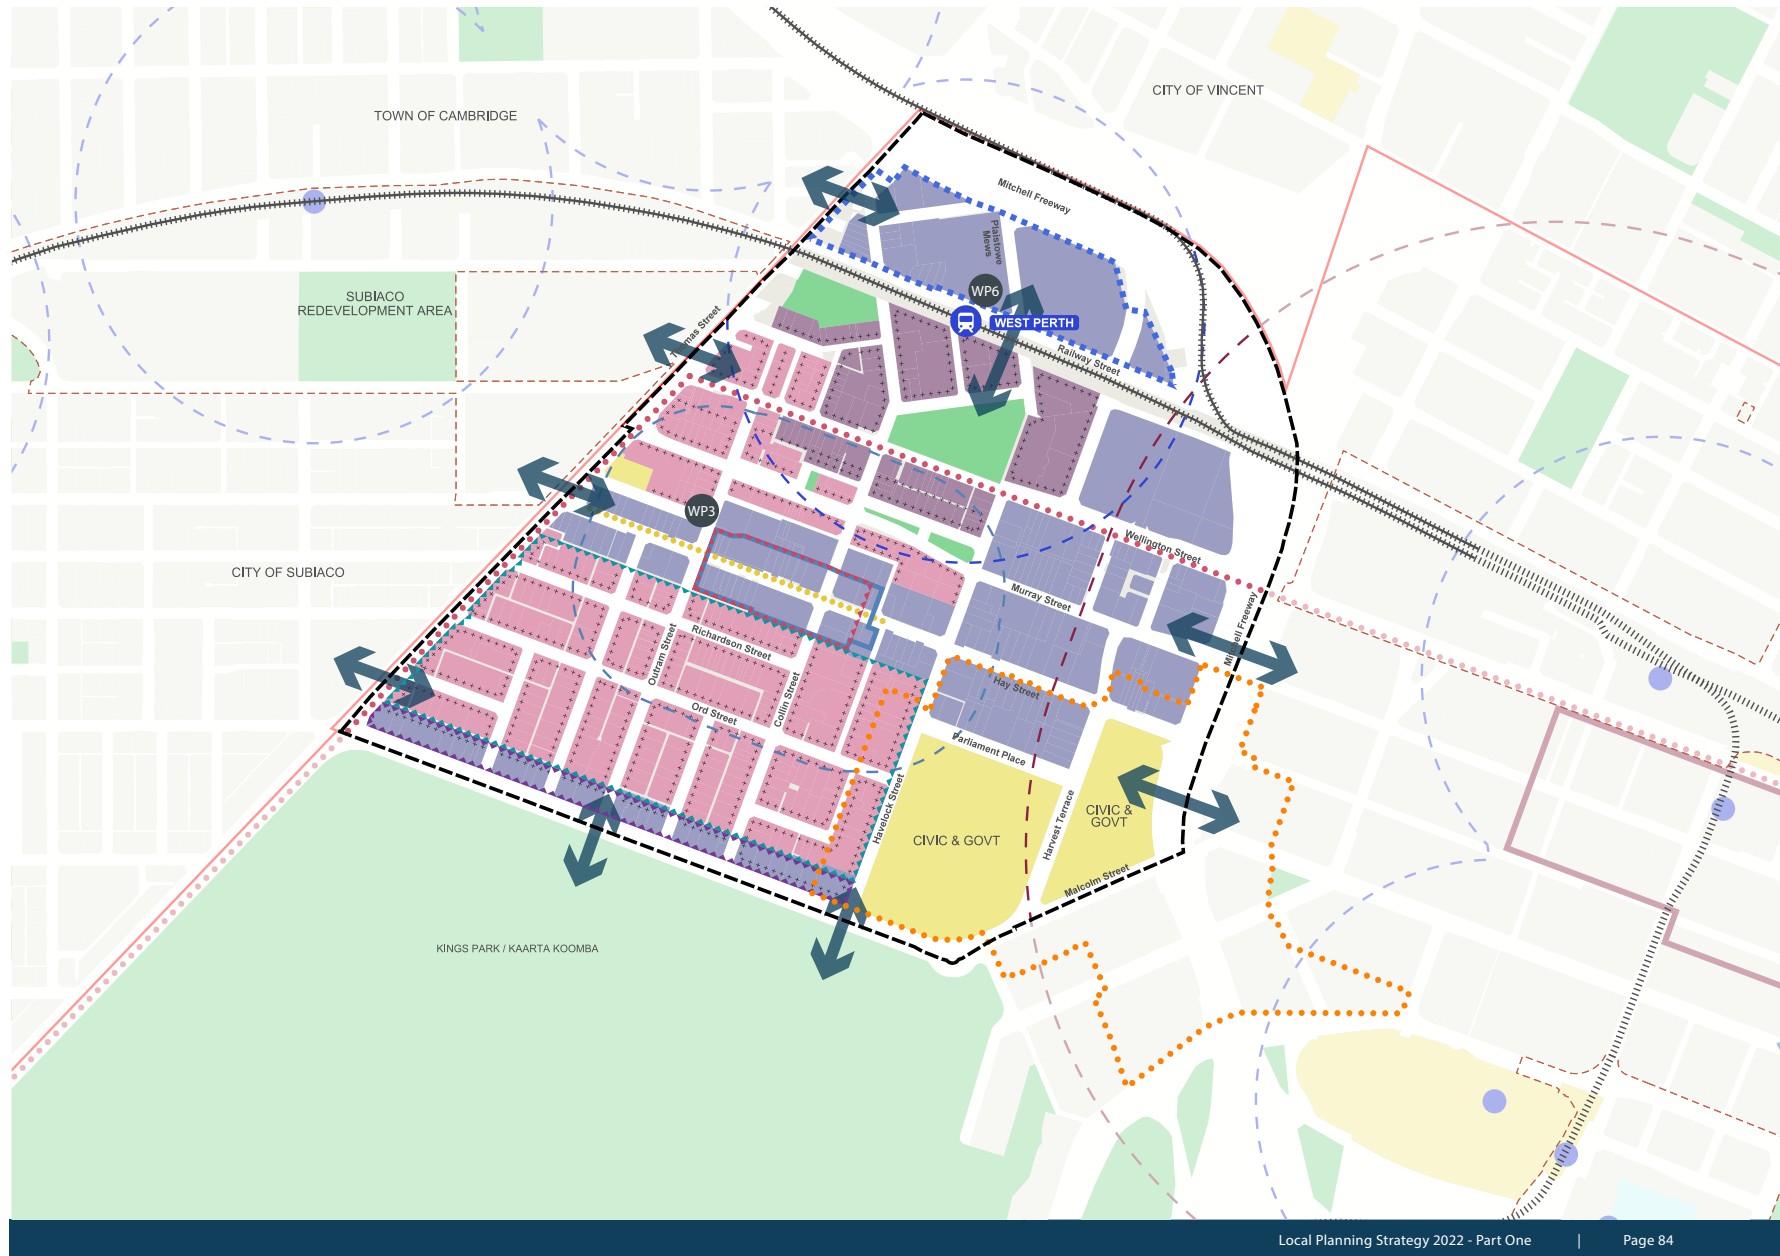 CITY OF VINCENT
TOWN OF CAMBRIDGE
Mitchell Freeway
Plaistowe
Mews
WP6
SUBIACO
REDEVELOPMENT AREA
WEST PERTH
Thomas Street
Railway Street
WP3
Wellington Street
CITY OF SUBIACO
Murray Street
Mitchell Freeway
Richardson Street
Outram Street
Hay Street
Collin Street
Ord Street
Parliament Place
Havelock Street
Harvest Terrace
CIVIC &
GOVT
CIVIC & GOVT
Malcolm Street
KINGS PARK / KAARTA KOOMBA
Local Planning Strategy 2022 - Part One | Page 84